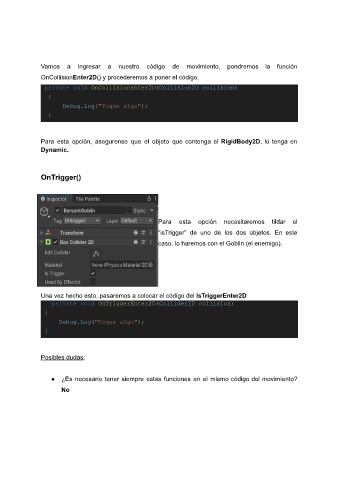 Vamos a ingresar a nuestro código de movimiento, pondremos la función
OnCollisionEnter2D() y procederemos a poner el código.
private void OnCollisionEnter2D(Collision2D collision)
{
Debug.Log("Toque algo");
}
Para esta opción, asegurense que el objeto que contenga el RigidBody2D, lo tenga en
Dynamic.
OnTrigger()
Inspector Tile Palette
BerserkGoblin Static
Tag Untagged Layer Default
Transform
Box Collider 2D
Edit Collider
Material None (Physics Material 2D)
Is Trigger
Used By Effector
Para esta opción necesitaremos tildar el
"isTrigger" de uno de los dos objetos. En este
caso, lo haremos con el Goblin (el enemigo).
Una vez hecho ésto, pasaremos a colocar el código del IsTriggerEnter2D
private void OnTriggerEnter2D(Collider2D collision)
{
Debug.Log("Toque algo");
}
Posibles dudas:
● ¿Es necesario tener siempre estas funciones en el mismo código del movimiento?
No